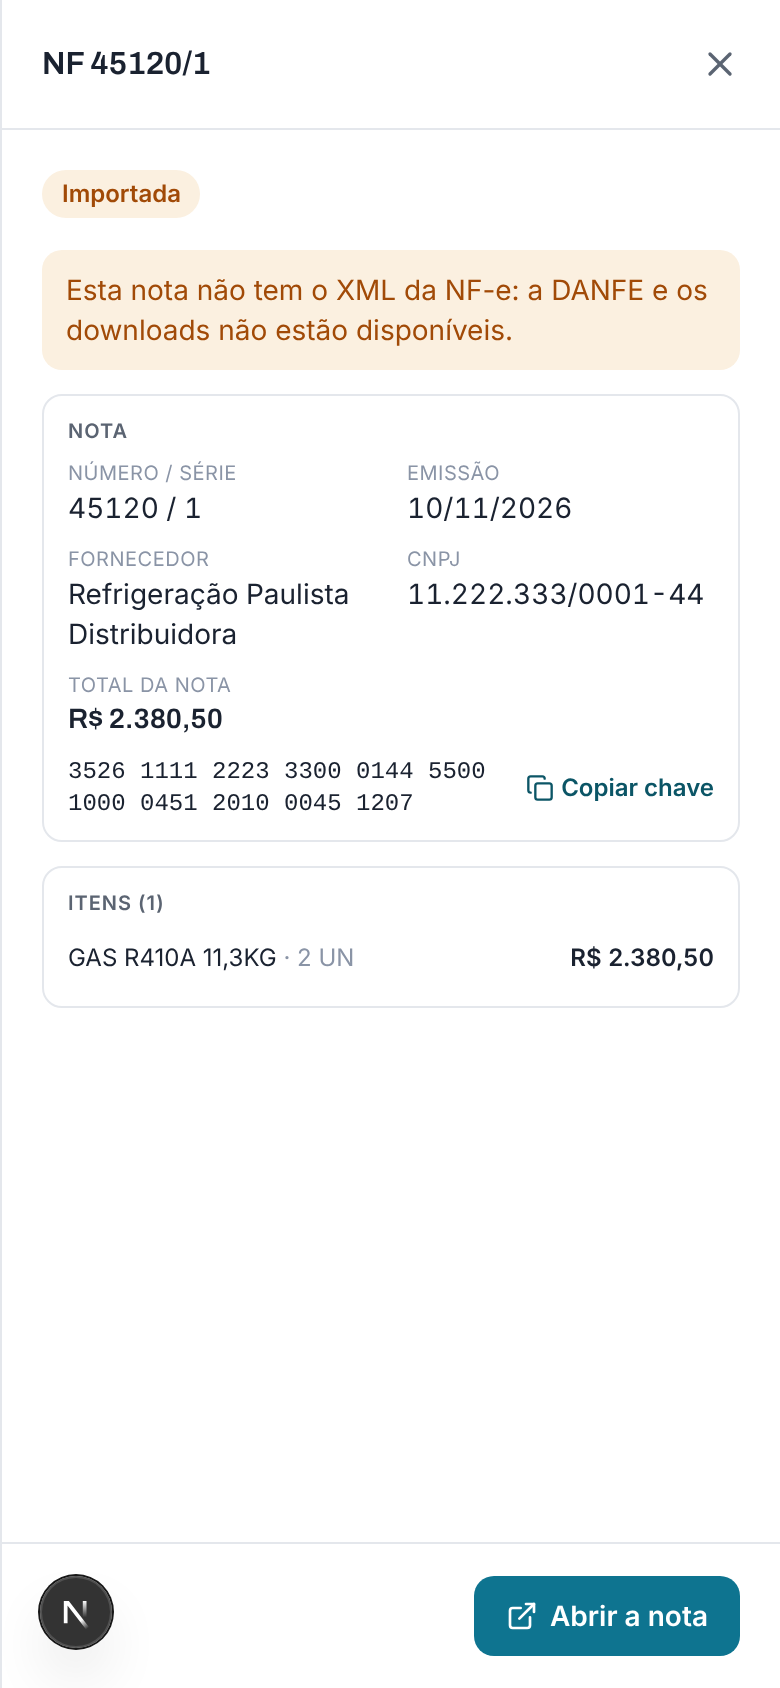 NF 45120/1
Importada
Esta nota não tem o XML da NF-e: a DANFE e os
downloads não estão disponíveis.
NOTA
NÚMERO / SÉRIE
45120 / 1
EMISSÃO
10/11/2026
FORNECEDOR
Refrigeração Paulista
Distribuidora
CNPJ
11.222.333/0001-44
TOTAL DA NOTA
R$ 2.380,50
3526 1111 2223 3300 0144 5500
1000 0451 2010 0045 1207
Copiar chave
ITENS (1)
GAS R410A 11,3KG · 2 UN
R$ 2.380,50
N
Abrir a nota